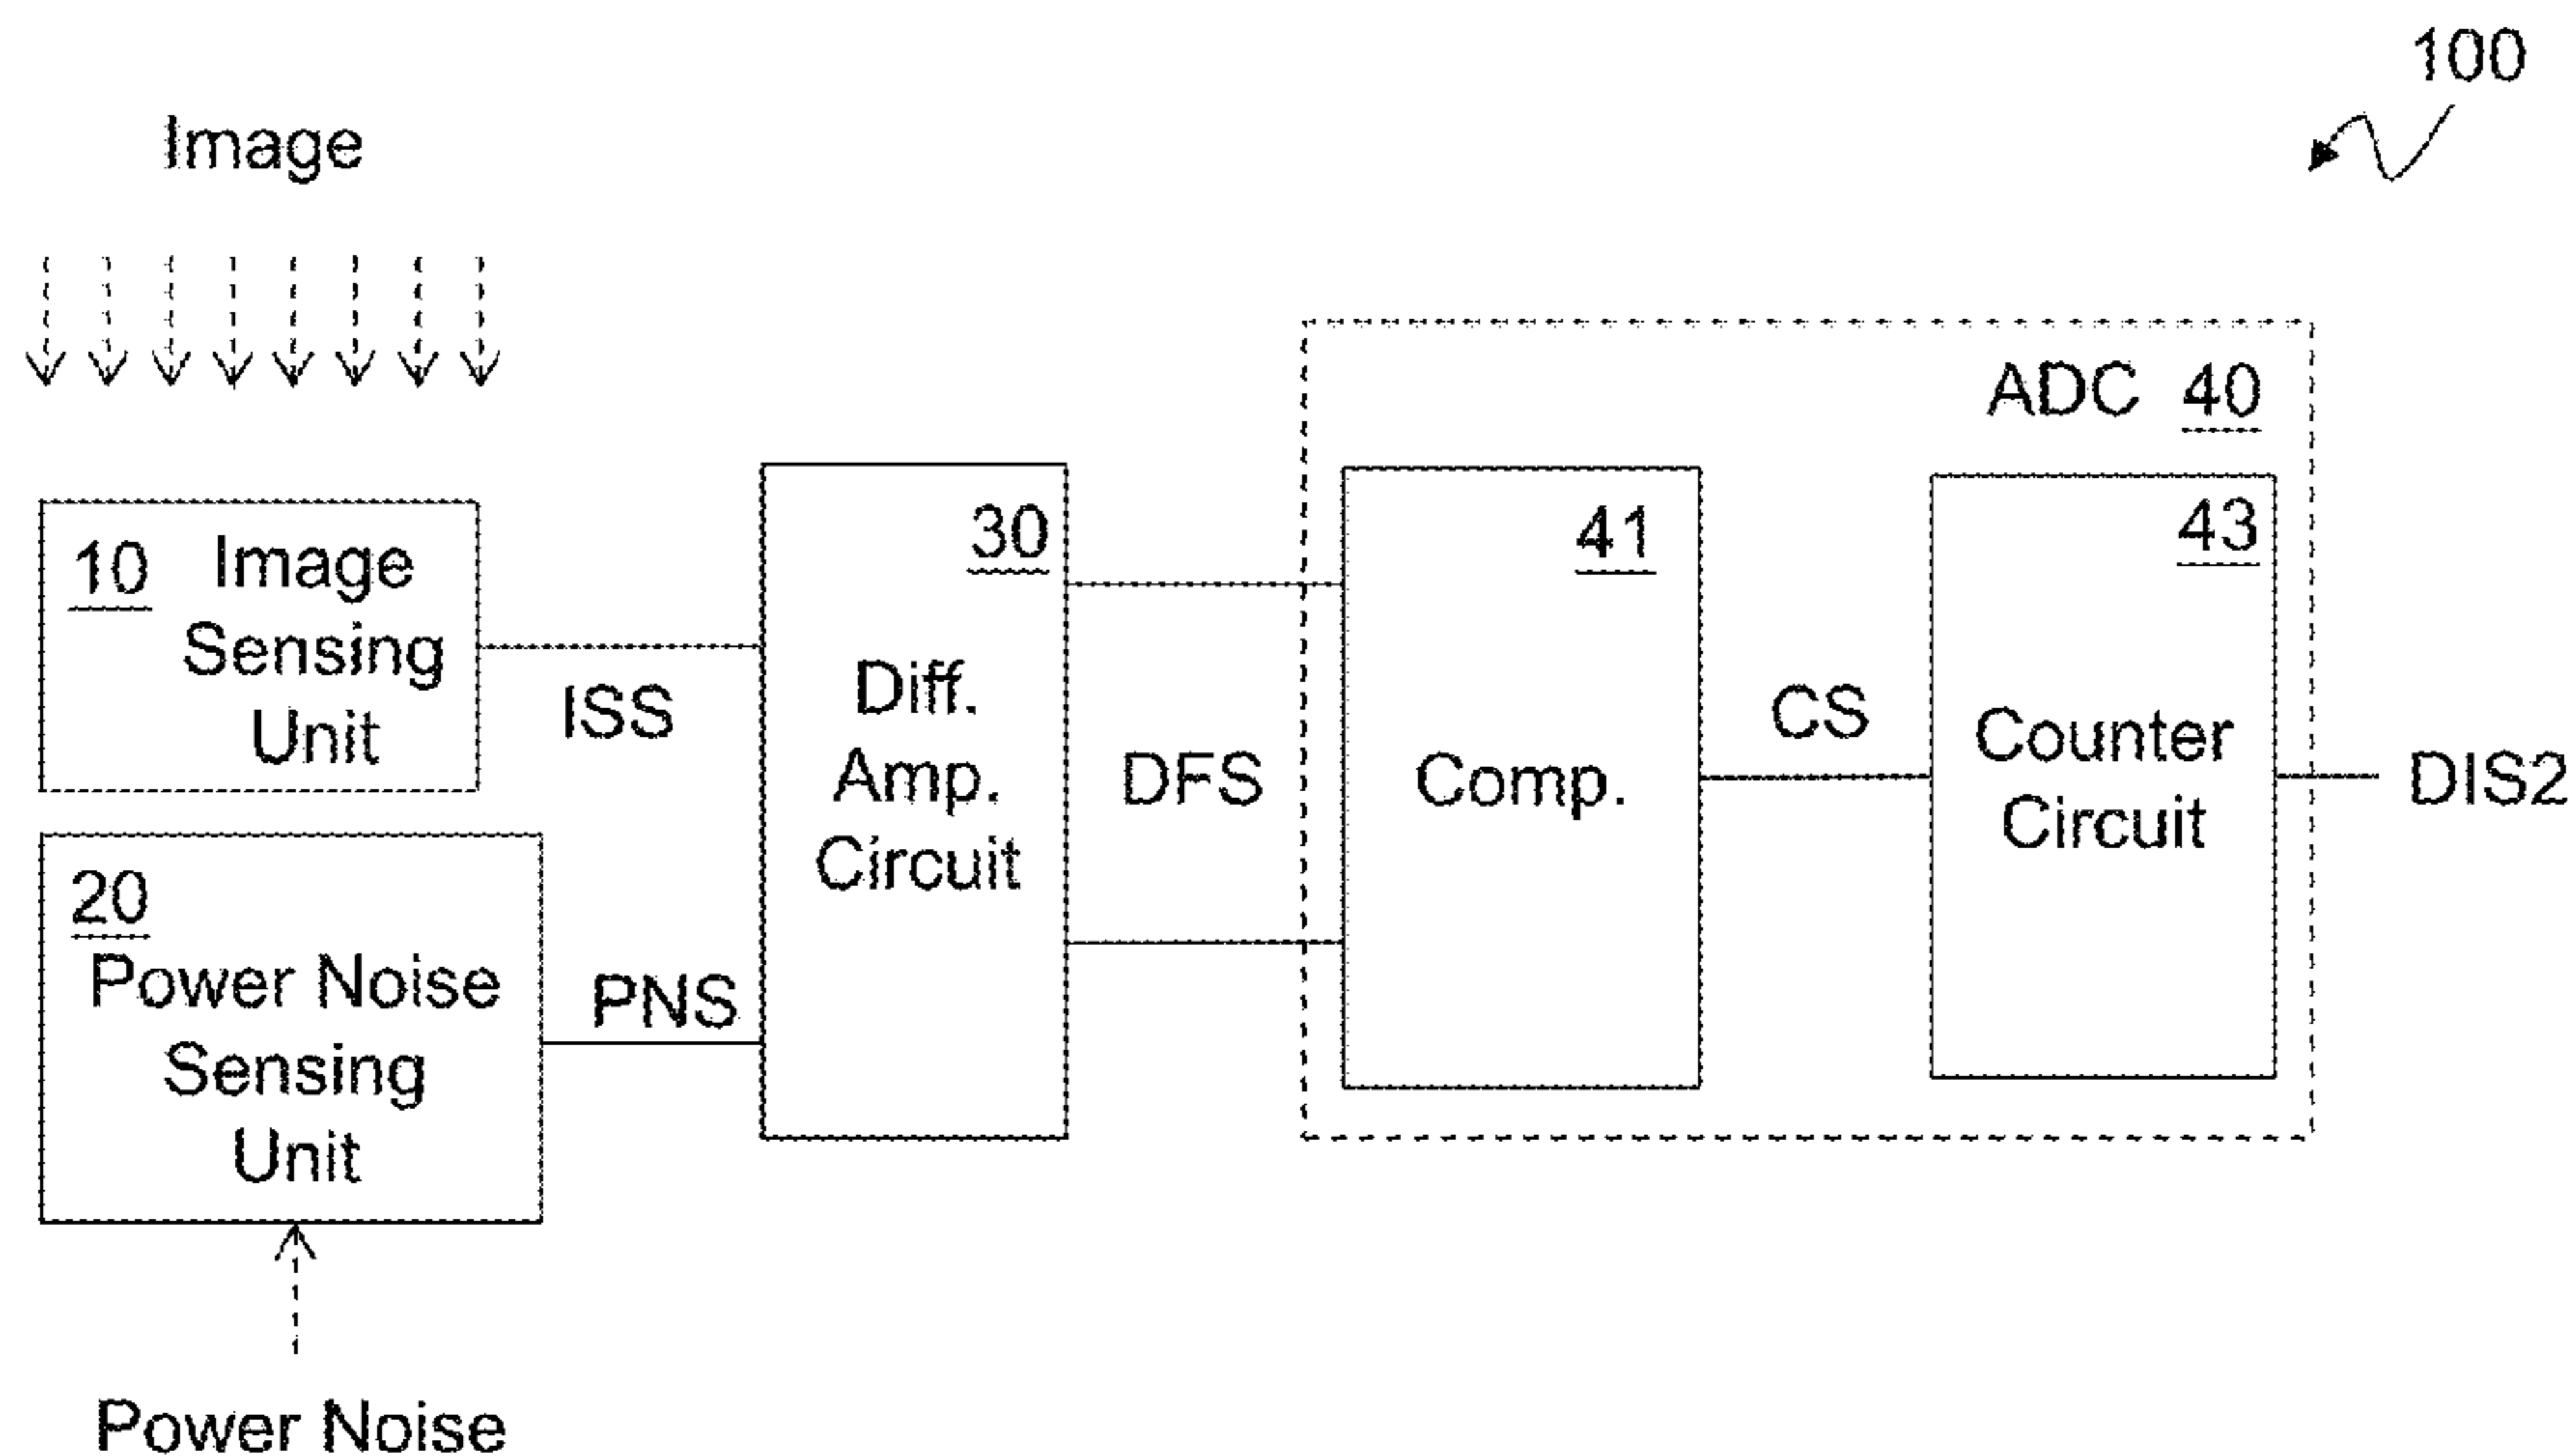 100
Image
ADC 40
10 Image
Sensing
Unit
ISS
20
Power Noise
Sensing
Unit
PNS
30
Diff.
Amp.
Circuit
DFS
41
Comp.
CS
43
Counter
Circuit
DIS2
Power Noise